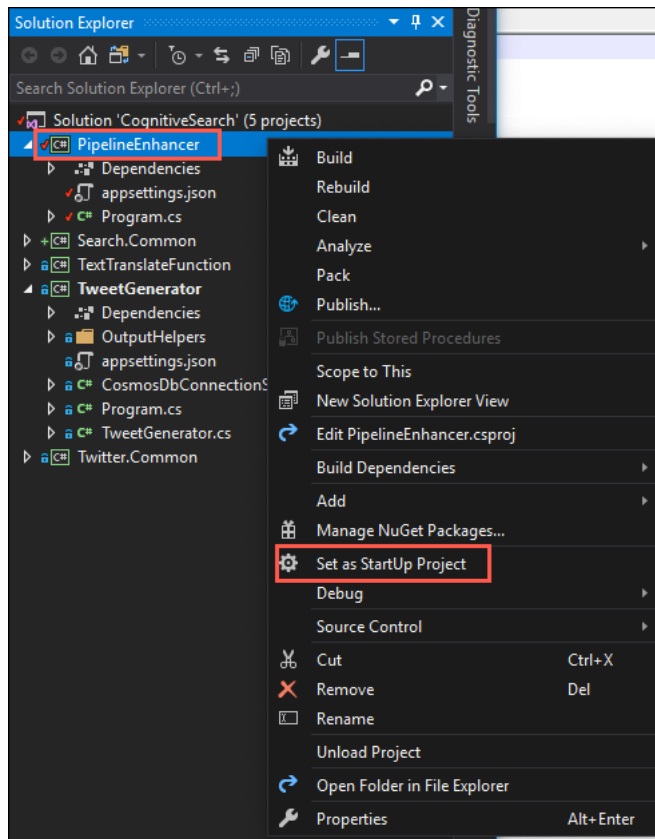 Solution Explorer
Search Solution Explorer (Ctrl+;)
Solution 'CognitiveSearch' (5 projects)
C# PipelineEnhancer
Dependencies
appsettings.json
C# Program.cs
C# Search.Common
C# TextTranslateFunction
C# TweetGenerator
Dependencies
OutputHelpers
appsettings.json
C# CosmosDbConnectionS
C# Program.cs
C# TweetGenerator.cs
C# Twitter.Common
Diagnostic Tools
Build
Rebuild
Clean
Analyze
Pack
Publish...
Publish Stored Procedures
Scope to This
New Solution Explorer View
Edit PipelineEnhancer.csproj
Build Dependencies
Add
Manage NuGet Packages...
Set as StartUp Project
Debug
Source Control
Cut Ctrl+X
Remove Del
Rename
Unload Project
Open Folder in File Explorer
Properties Alt+Enter